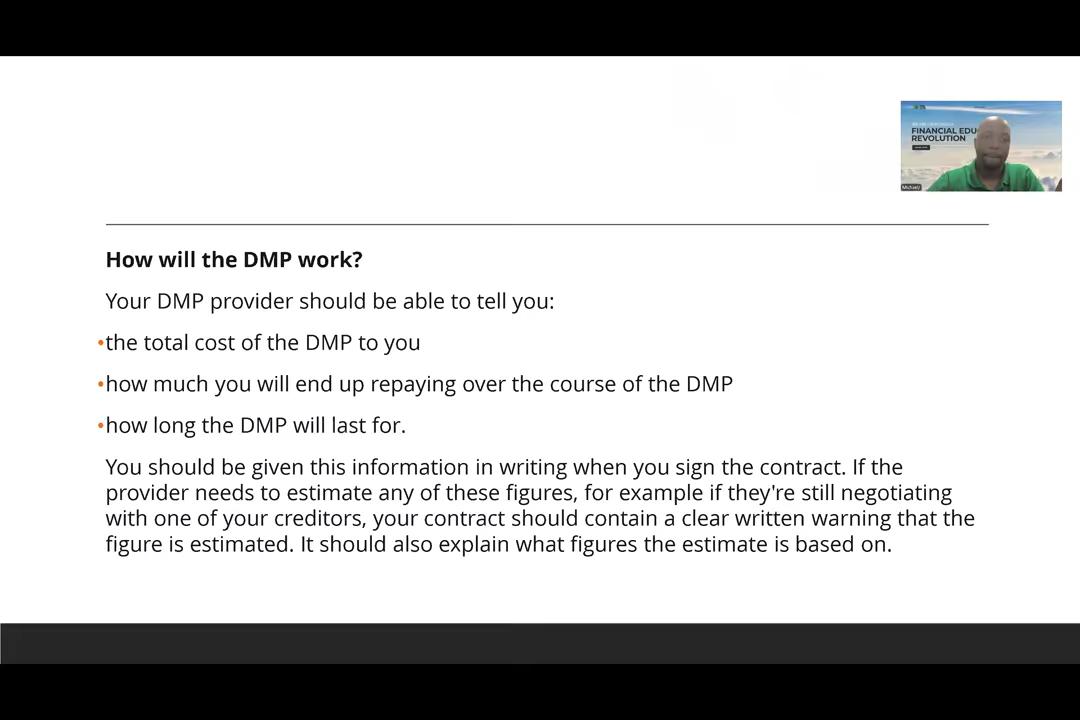 FINANCIAL EDU
REVOLUTION
Michael
How will the DMP work?
Your DMP provider should be able to tell you:
•the total cost of the DMP to you
•how much you will end up repaying over the course of the DMP
•how long the DMP will last for.
You should be given this information in writing when you sign the contract. If the
provider needs to estimate any of these figures, for example if they're still negotiating
with one of your creditors, your contract should contain a clear written warning that the
figure is estimated. It should also explain what figures the estimate is based on.